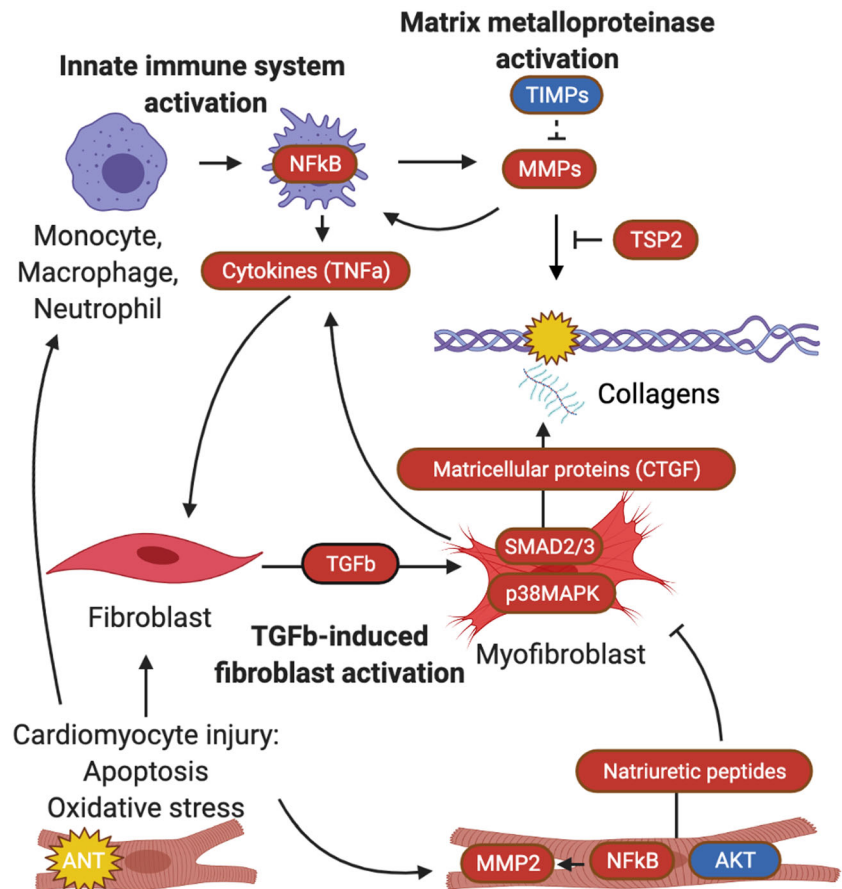 Matrix metalloproteinase
activation
Innate immune system
activation
TIMPs
NFkB
MMPs
Monocyte,
Macrophage,
Neutrophil
TSP2
Cytokines (TNFa)
Collagens
Matricellular proteins (CTGF)
SMAD2/3
TGFb
p38MAPK
Fibroblast
TGFb-induced
fibroblast activation
Myofibroblast
Cardiomyocyte injury:
Apoptosis
Oxidative stress
Natriuretic peptides
ANT
MMP2
NFkB
AKT